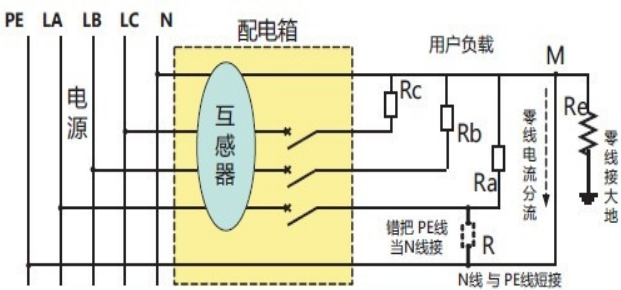 PE LA LB LC N
配电箱
用户负载
M
电源
互感器
Rc
Rb
Ra
Re
零线电流分流
零线接大地
错把 PE线
当N线接
R
N线 与 PE线短接